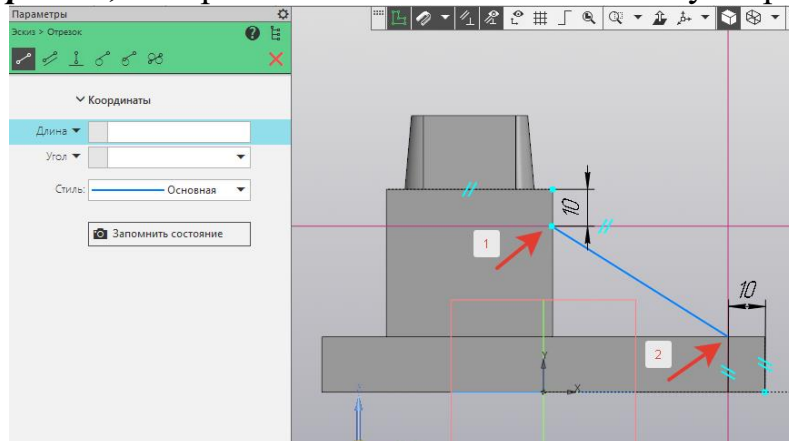 Параметры
Эскиз > Отрезок
Координаты
Длина
Угол
Стиль:
Основная
Запомнить состояние
10
1
10
2
Y
X